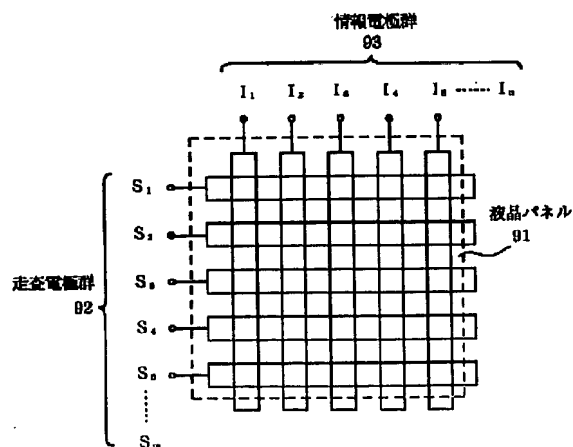 情報電極群
93
I₁ I₂ I₃ I₄ I₅ ...... Iₙ
S₁
S₂
液晶パネル
91
S₃
走査電極群
92
S₄
S₅
Sₘ